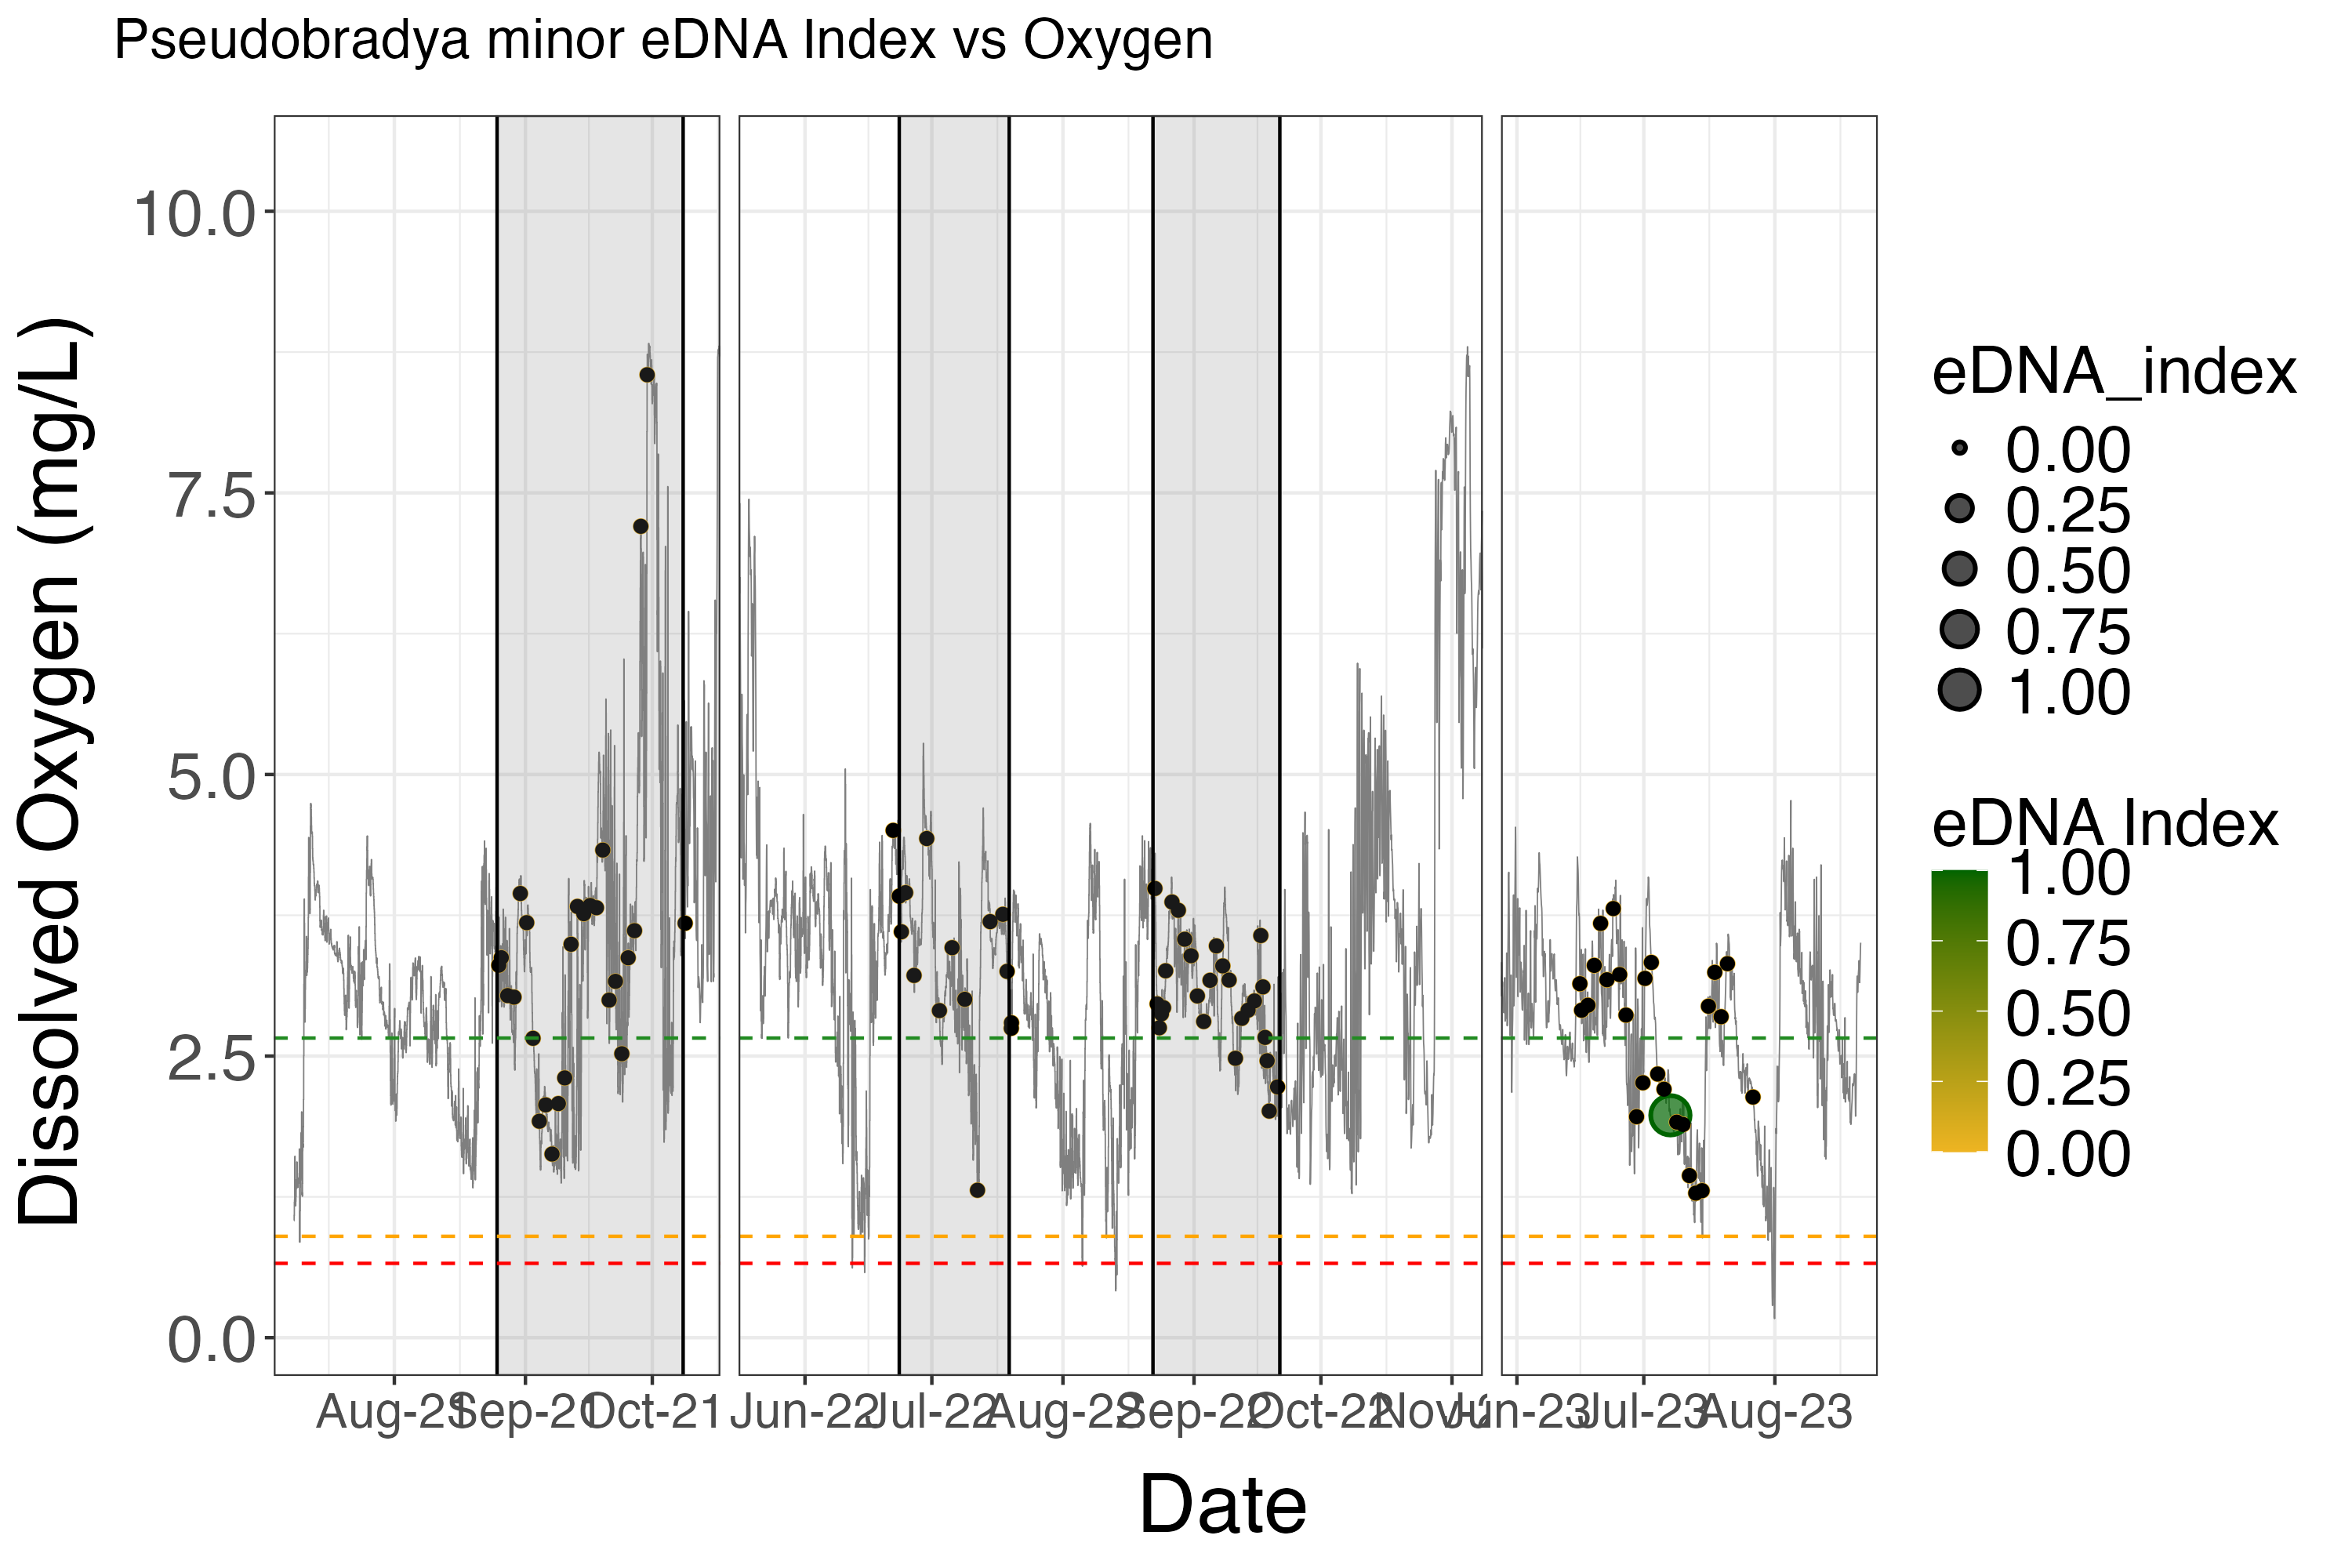 Pseudobradya minor eDNA Index vs Oxygen
Dissolved Oxygen (mg/L)
10.0
7.5
5.0
2.5
0.0
Aug-21
Sep-21
Oct-21
Jun-22
Jul-22
Aug-22
Sep-22
Oct-22
Nov-22
Jun-23
Jul-23
Aug-23
Date
eDNA_index
0.00
0.25
0.50
0.75
1.00
eDNA Index
1.00
0.75
0.50
0.25
0.00